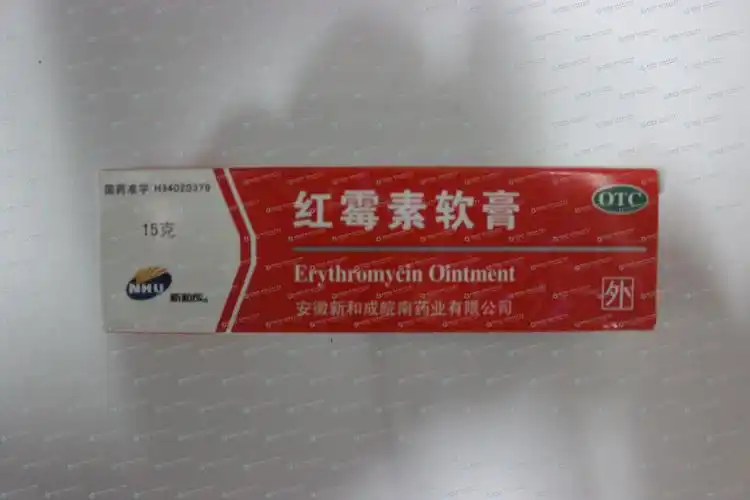 国药准字 H34020379
15克
NHU 新和成
红霉素软膏
OTC
Erythromycin Ointment
安徽新和成皖南药业有限公司
外